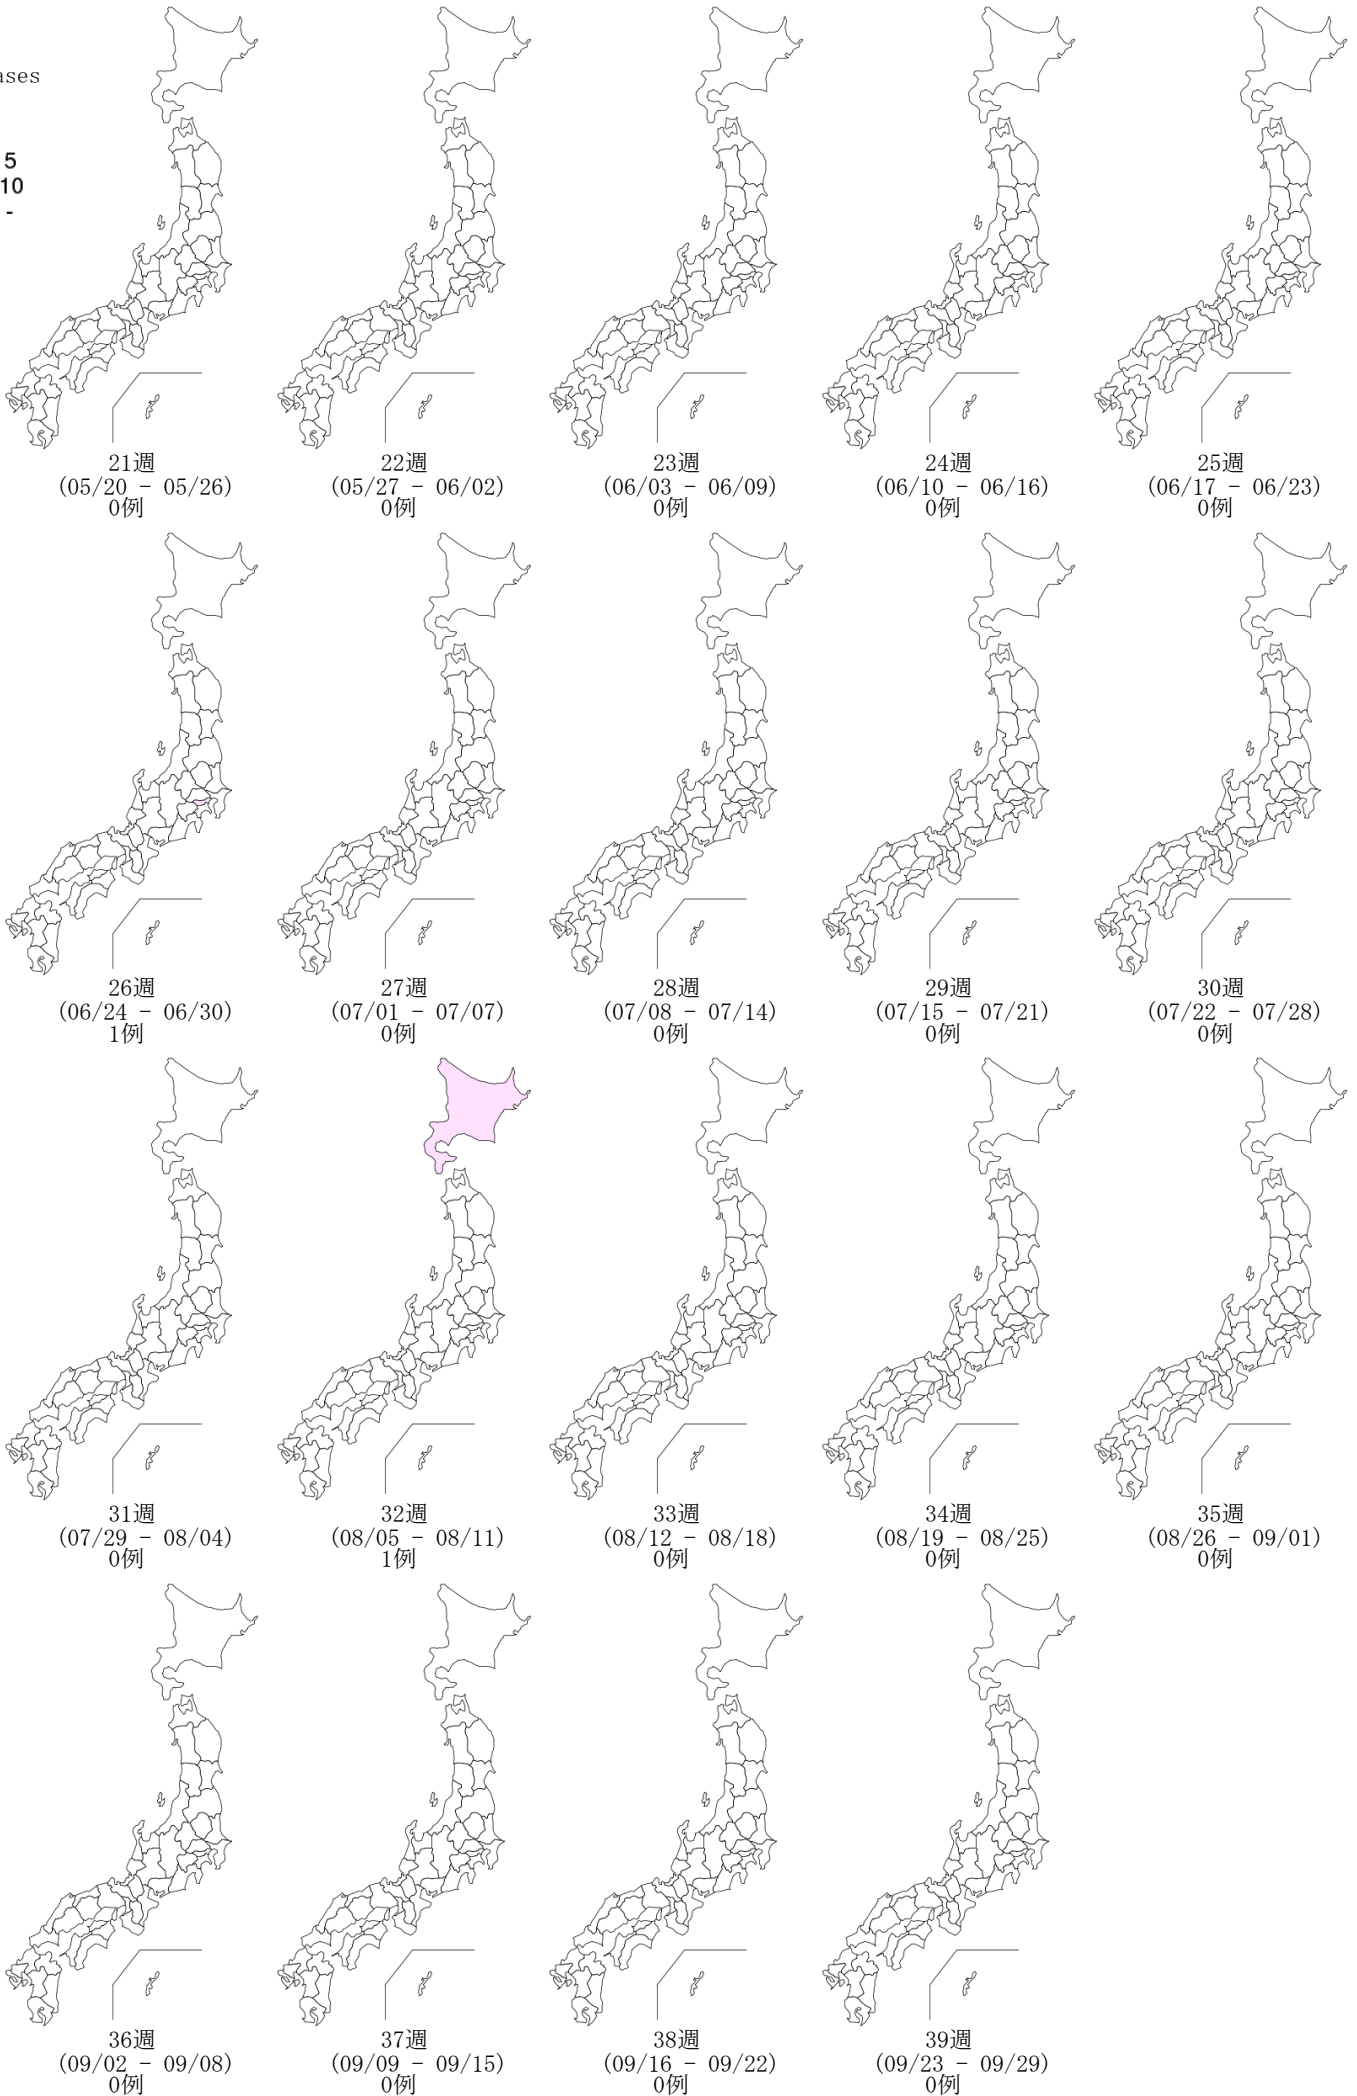 ases
5
10
-
21週
(05/20 - 05/26)
0例
22週
(05/27 - 06/02)
0例
23週
(06/03 - 06/09)
0例
24週
(06/10 - 06/16)
0例
25週
(06/17 - 06/23)
0例
26週
(06/24 - 06/30)
1例
27週
(07/01 - 07/07)
0例
28週
(07/08 - 07/14)
0例
29週
(07/15 - 07/21)
0例
30週
(07/22 - 07/28)
0例
31週
(07/29 - 08/04)
0例
32週
(08/05 - 08/11)
1例
33週
(08/12 - 08/18)
0例
34週
(08/19 - 08/25)
0例
35週
(08/26 - 09/01)
0例
36週
(09/02 - 09/08)
0例
37週
(09/09 - 09/15)
0例
38週
(09/16 - 09/22)
0例
39週
(09/23 - 09/29)
0例